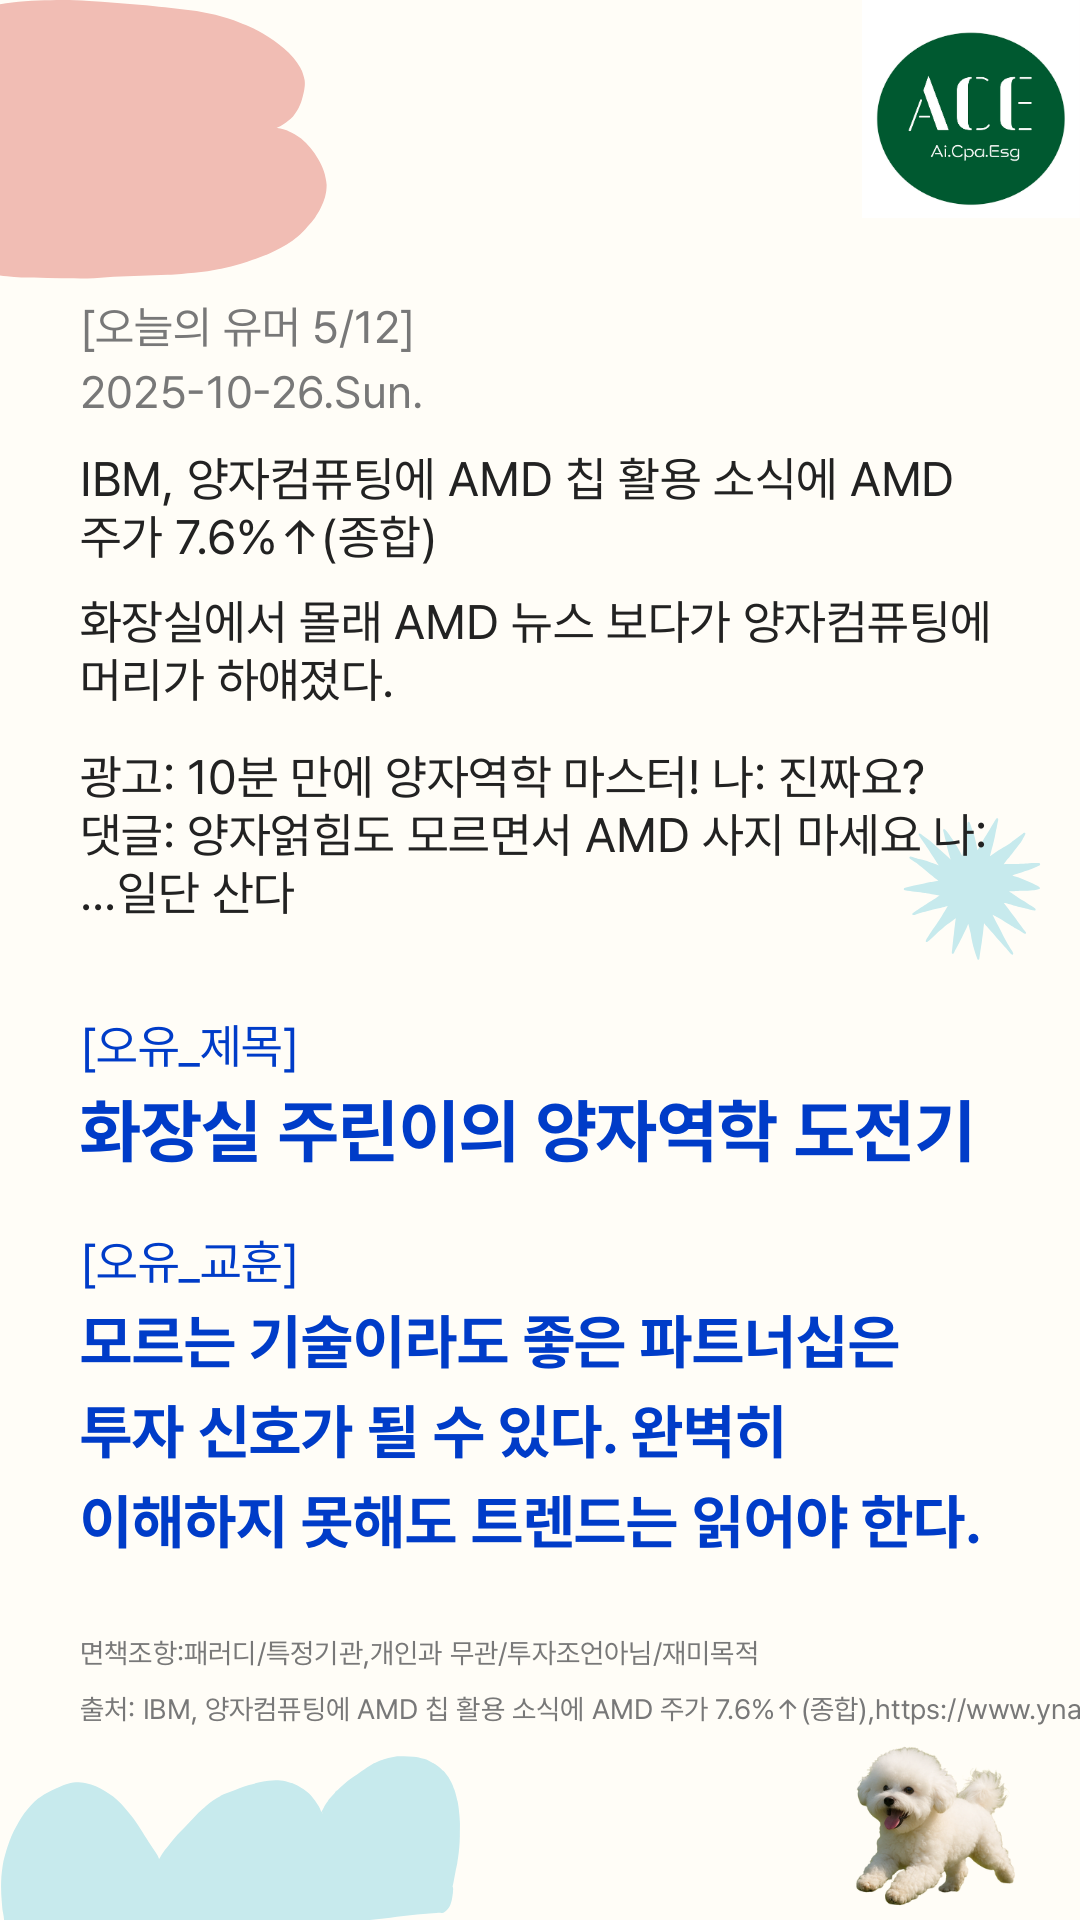 ACE
Ai.Cpa.Esg
[오늘의 유머 5/12]
2025-10-26.Sun.
IBM, 양자컴퓨팅에 AMD 칩 활용 소식에 AMD
주가 7.6%↑(종합)
화장실에서 몰래 AMD 뉴스 보다가 양자컴퓨팅에
머리가 하얘졌다.
광고: 10분 만에 양자역학 마스터! 나: 진짜요?
댓글: 양자얽힘도 모르면서 AMD 사지 마세요 나:
...일단 산다
[오유_제목]
화장실 주린이의 양자역학 도전기
[오유_교훈]
모르는 기술이라도 좋은 파트너십은
투자 신호가 될 수 있다. 완벽히
이해하지 못해도 트렌드는 읽어야 한다.
면책조항:패러디/특정기관,개인과 무관/투자조언아님/재미목적
출처: IBM, 양자컴퓨팅에 AMD 칩 활용 소식에 AMD 주가 7.6%↑(종합),https://www.yna